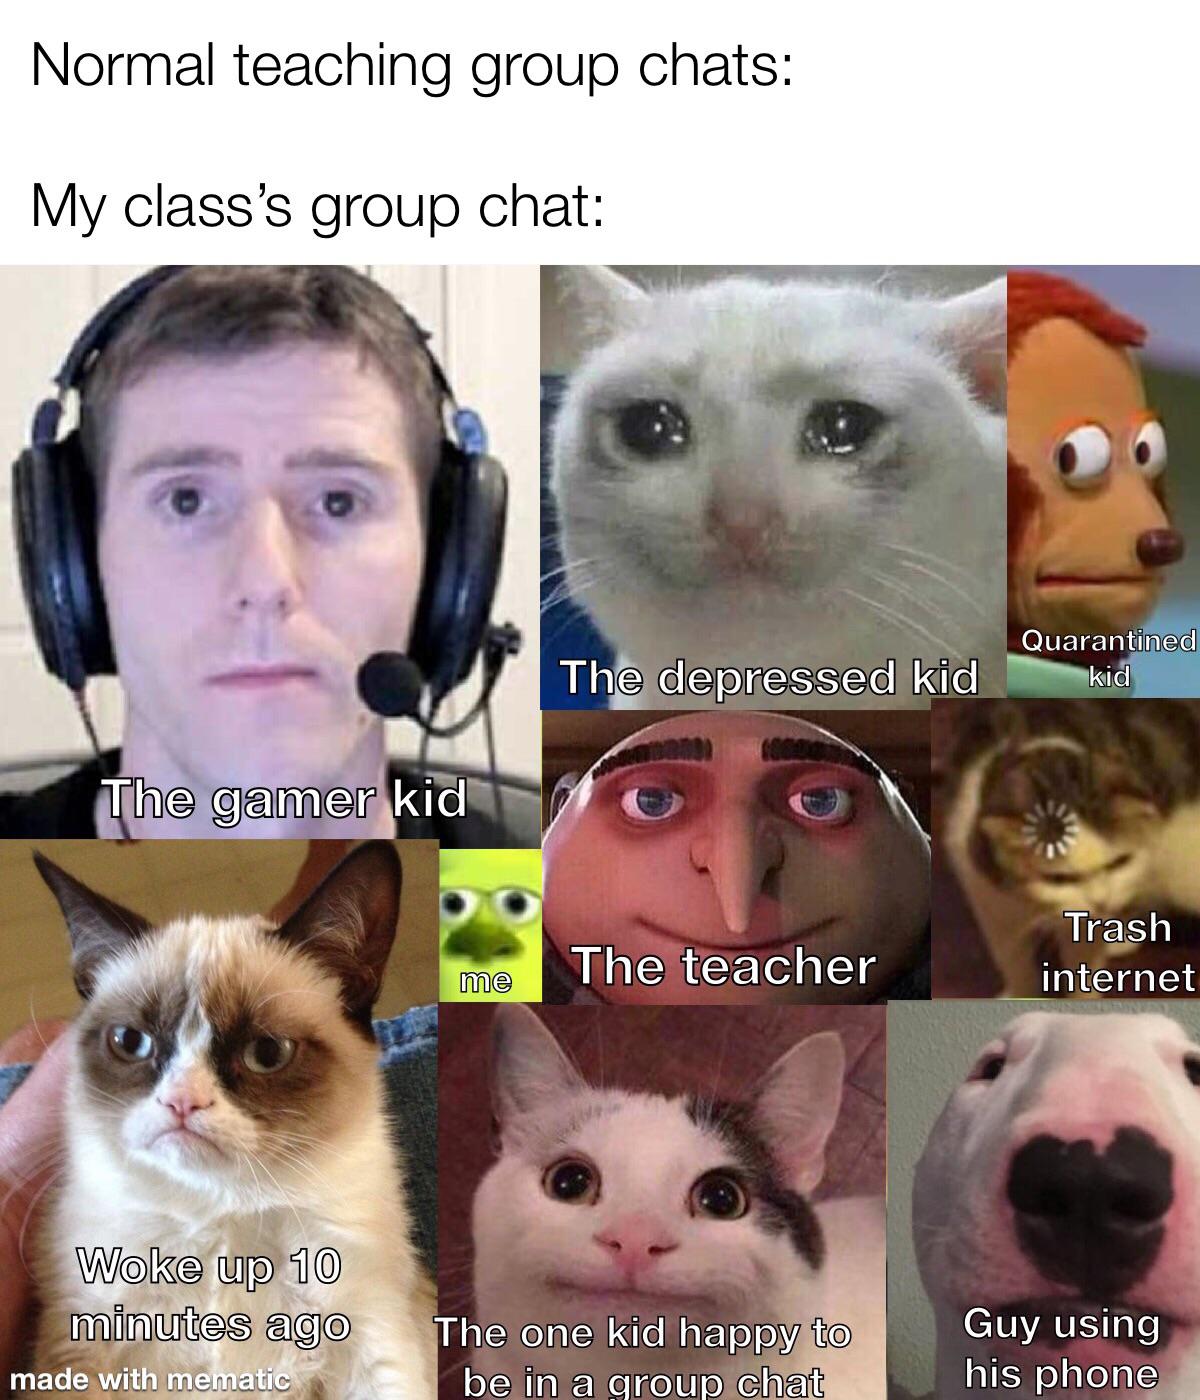 Normal teaching group chats:
My class’s group chat:
The gamer kid
The depressed kid
Quarantined
kid
me
The teacher
Trash
internet
Woke up 10
minutes ago
The one kid happy to
be in a group chat
Guy using
his phone
made with mematic